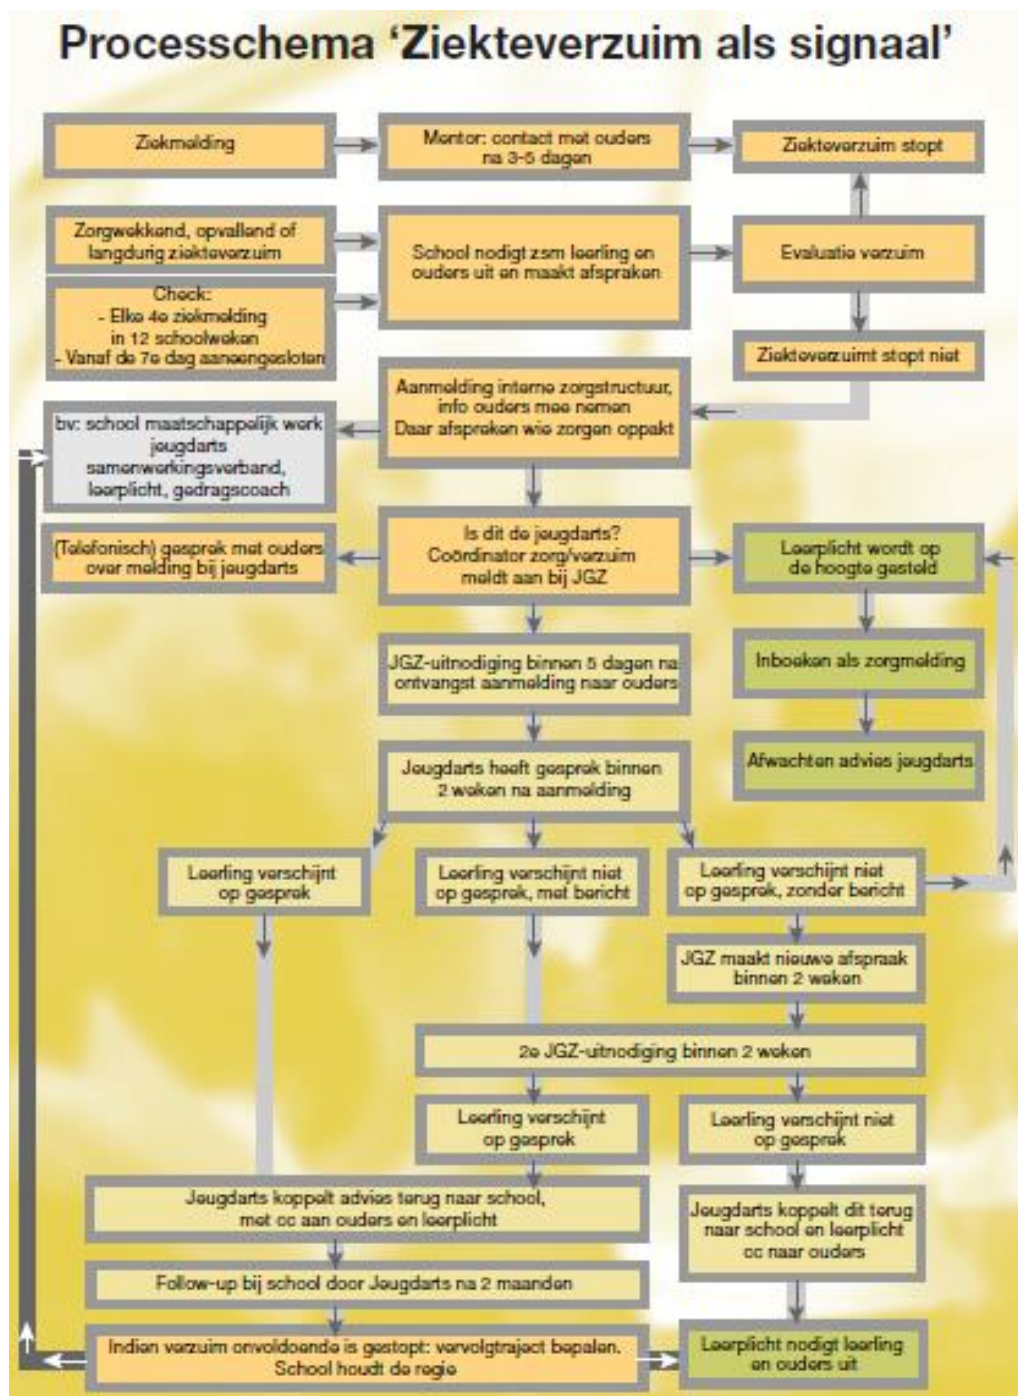 Processchema ‘Ziekteverzuim als signaal’
Ziekmelding
Mentor: contact met ouders
na 3-5 dagen
Ziekteverzuim stopt
Zorgwekkend, opvallend of
langdurig ziekteverzuim
School nodigt zsm leerling en
ouders uit en maakt afspraken
Evaluatie verzuim
Check:
- Elke 4e ziekmelding
in 12 schoolweken
- Vanaf de 7e dag aaneengesloten
Ziekteverzuimt stopt niet
Aanmelding interne zorgstructuur,
info ouders mee nemen
Daar afspreken wie zorgen oppakt
bv: school maatschappelijk werk
jeugdarts
samenwerkingsverband,
leerplicht, gedragscoach
(Telefonisch) gesprek met ouders
over melding bij jeugdarts
Is dit de jeugdarts?
Coördinator zorg/verzuim
meldt aan bij JGZ
Leerplicht wordt op
de hoogte gesteld
JGZ-uitnodiging binnen 5 dagen na
ontvangst aanmelding naar ouders
Inboeken als zorgmelding
Jeugdarts heeft gesprek binnen
2 weken na aanmelding
Afwachten advies jeugdarts
Leerling verschijnt
op gesprek
Leerling verschijnt niet
op gesprek, met bericht
Leerling verschijnt niet
op gesprek, zonder bericht
JGZ maakt nieuwe afspraak
binnen 2 weken
2e JGZ-uitnodiging binnen 2 weken
Leerling verschijnt
op gesprek
Leerling verschijnt niet
op gesprek
Jeugdarts koppelt advies terug naar school,
met cc aan ouders en leerplicht
Jeugdarts koppelt dit terug
naar school en leerplicht
cc naar ouders
Follow-up bij school door Jeugdarts na 2 maanden
Indien verzuim onvoldoende is gestopt: vervolgtraject bepalen.
School houdt de regie
Leerplicht nodigt leerling
en ouders uit